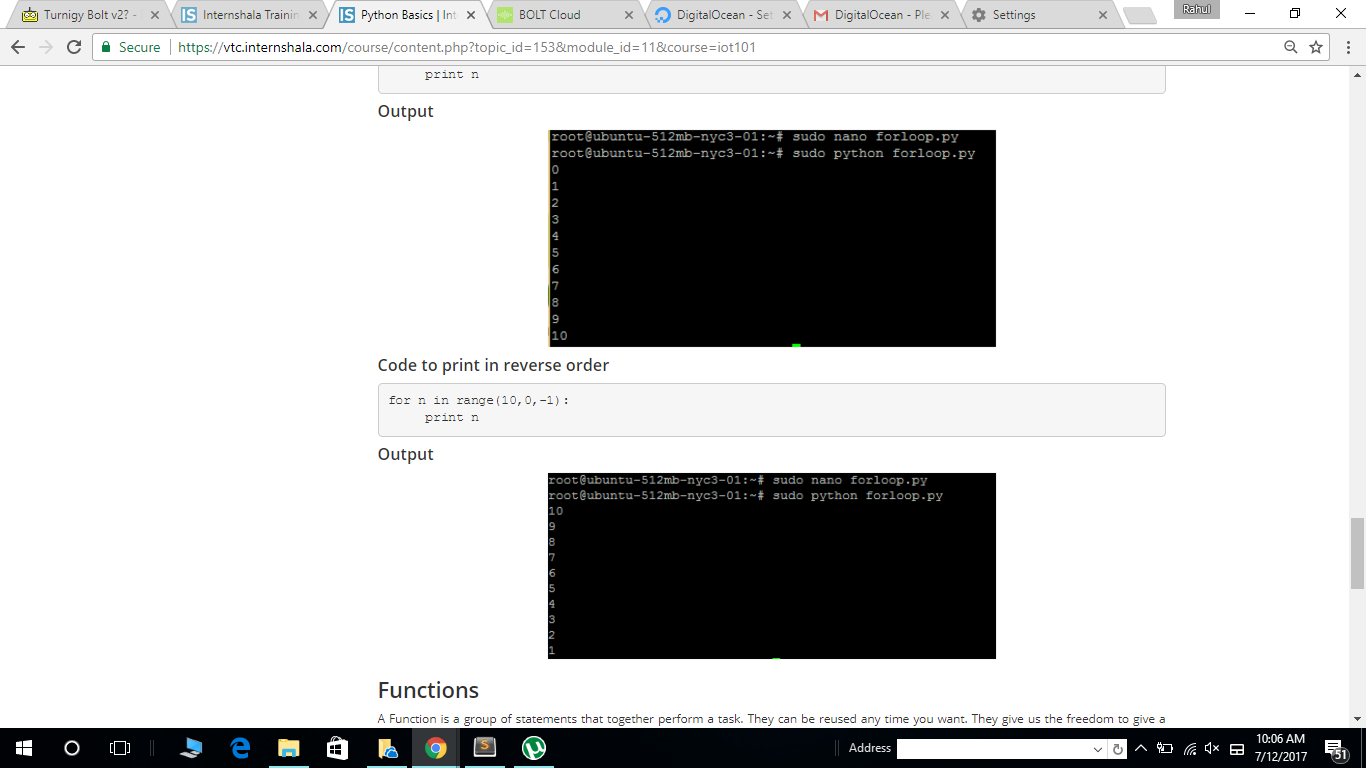 Turnigy Bolt v2? -
Internshala Trainin
Python Basics | Int
BOLT Cloud
DigitalOcean - Set
DigitalOcean - Ple
Settings
Rahul
Secure
https://vtc.internshala.com/course/content.php?topic_id=153&module_id=11&course=iot101
print n
Output
root@ubuntu-512mb-nyc3-01:~# sudo nano forloop.py
root@ubuntu-512mb-nyc3-01:~# sudo python forloop.py
0
1
2
3
4
5
6
7
8
9
10
Code to print in reverse order
for n in range(10,0,-1):
print n
Output
root@ubuntu-512mb-nyc3-01:~# sudo nano forloop.py
root@ubuntu-512mb-nyc3-01:~# sudo python forloop.py
10
9
8
7
6
5
4
3
2
1
Functions
A Function is a group of statements that together perform a task. They can be reused any time you want. They give us the freedom to give a
Address
10:06 AM
7/12/2017
51